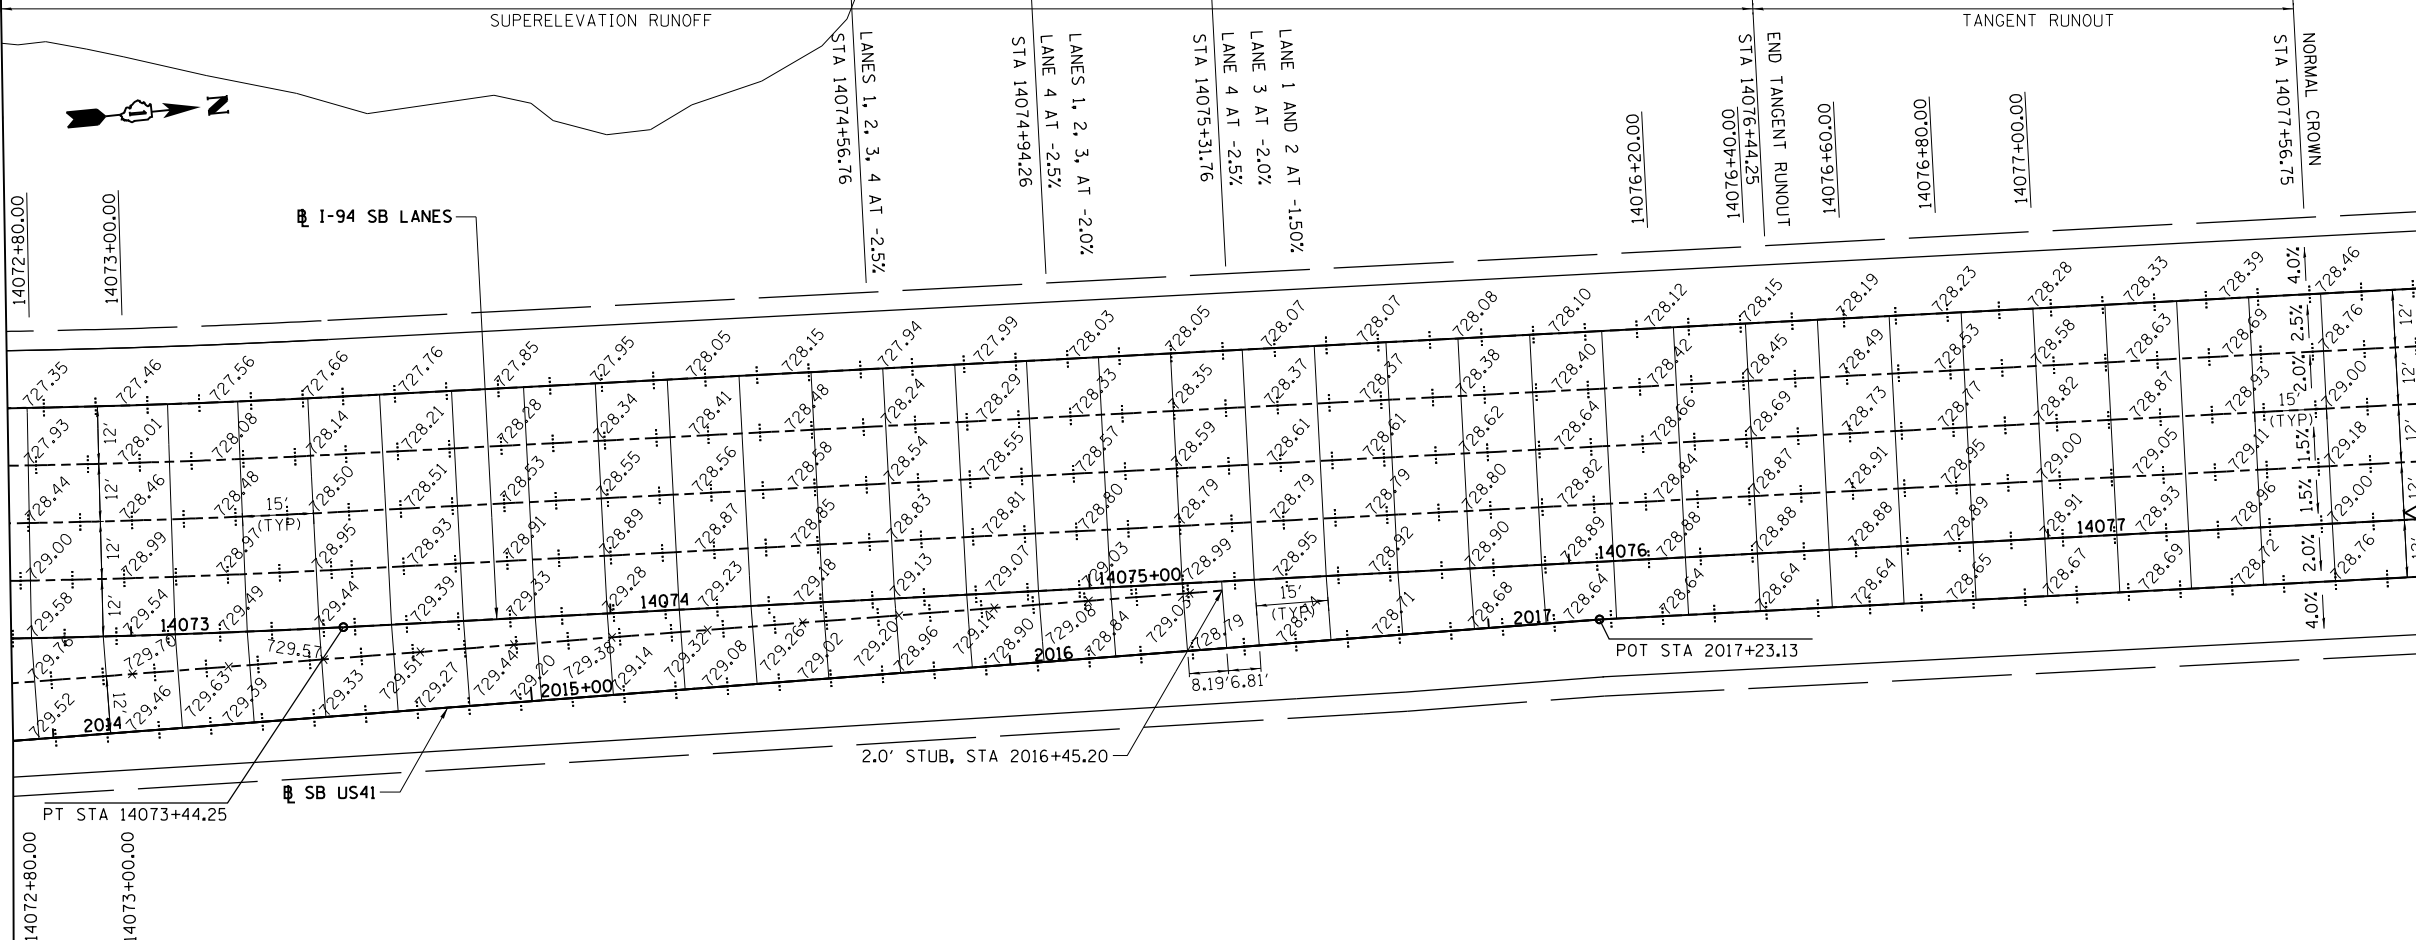 SUPERELEVATION RUNOFF
TANGENT RUNOUT
STA 14074+56.76
LANES 1, 2, 3, 4 AT -2.5%
STA 14074+94.26
LANE 4 AT -2.5%
LANES 1, 2, 3, AT -2.0%
STA 14075+31.76
LANE 4 AT -2.5%
LANE 3 AT -2.0%
LANE 1 AND 2 AT -1.50%
STA 14076+44.25
END TANGENT RUNOUT
STA 14077+56.75
NORMAL CROWN
N
14072+80.00
14073+00.00
14076+20.00
14076+40.00
14076+60.00
14076+80.00
14077+00.00
B I-94 SB LANES
727.35 727.46 727.56 727.66 727.76 727.85 727.95 728.05 728.15 727.94 727.99 728.03 728.05 728.07 728.07 728.08 728.10 728.12 728.15 728.19 728.23 728.28 728.33 728.39 728.46
727.93 728.01 728.08 728.14 728.21 728.28 728.34 728.41 728.48 728.24 728.29 728.33 728.35 728.37 728.37 728.38 728.40 728.42 728.45 728.49 728.53 728.58 728.63 728.69 728.76
728.44 728.46 728.48 728.50 728.51 728.53 728.55 728.56 728.58 728.54 728.55 728.57 728.59 728.61 728.61 728.62 728.64 728.66 728.69 728.73 728.77 728.82 728.87 728.93 729.00
729.00 728.99 728.97 728.95 728.93 728.91 728.89 728.87 728.85 728.83 728.81 728.80 728.79 728.79 728.79 728.80 728.82 728.84 728.87 728.91 728.95 729.00 729.05 729.11 729.18
729.58 729.54 729.49 729.44 729.39 729.33 729.28 729.23 729.18 729.13 729.07 729.03 728.99 728.95 728.92 728.90 728.89 728.88 728.88 728.88 728.89 728.91 728.93 728.96 729.00
729.76 729.70 729.63 729.57 729.51 729.44 729.38 729.32 729.26 729.20 729.14 729.08 729.03
729.52 729.46 729.39 729.33 729.27 729.20 729.14 729.08 729.02 728.96 728.90 728.84 728.79 728.74 728.71 728.68 728.64 728.64 728.64 728.64 728.65 728.67 728.69 728.72 728.76
12' 12' 12' 12' 12'
15'
(TYP)
15'
(TYP)
15'
(TYP)
4.0% 2.5% 2.0% 1.5% 1.5% 2.0% 4.0%
12' 12' 12' 12' 12'
14073
14074
14075+00
14076
14077
2014
2015+00
2016
2017
8.19' 6.81'
POT STA 2017+23.13
2.0' STUB, STA 2016+45.20
B SB US41
PT STA 14073+44.25
14072+80.00
14073+00.00